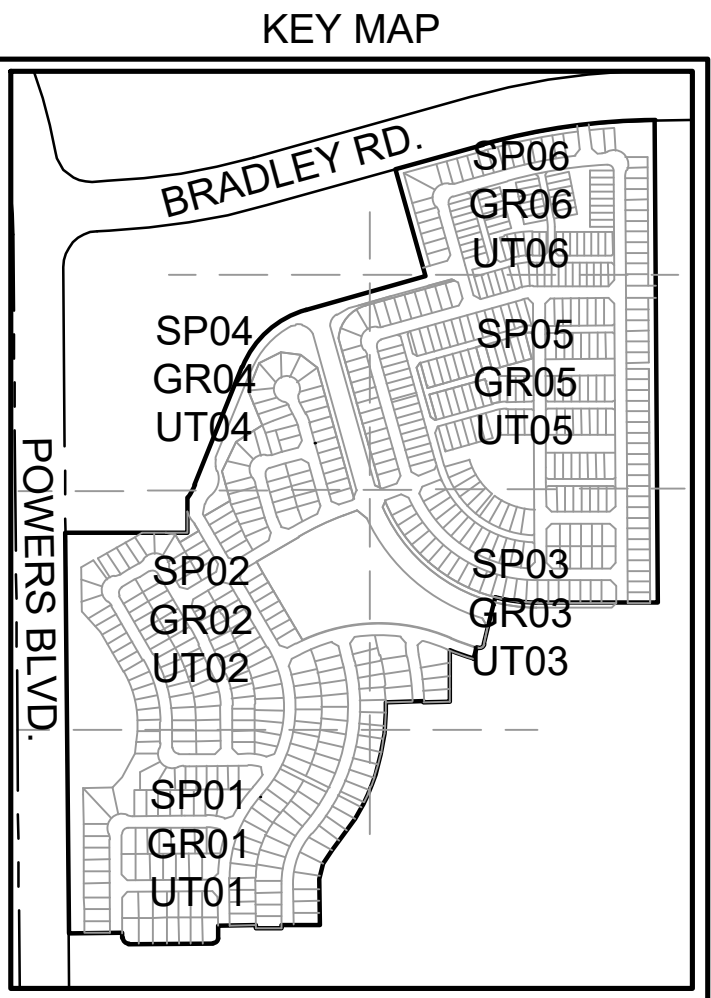 KEY MAP
BRADLEY RD.
SP06
GR06
UT06
SP04
GR04
UT04
SP05
GR05
UT05
POWERS BLVD.
SP02
GR02
UT02
SP03
GR03
UT03
SP01
GR01
UT01